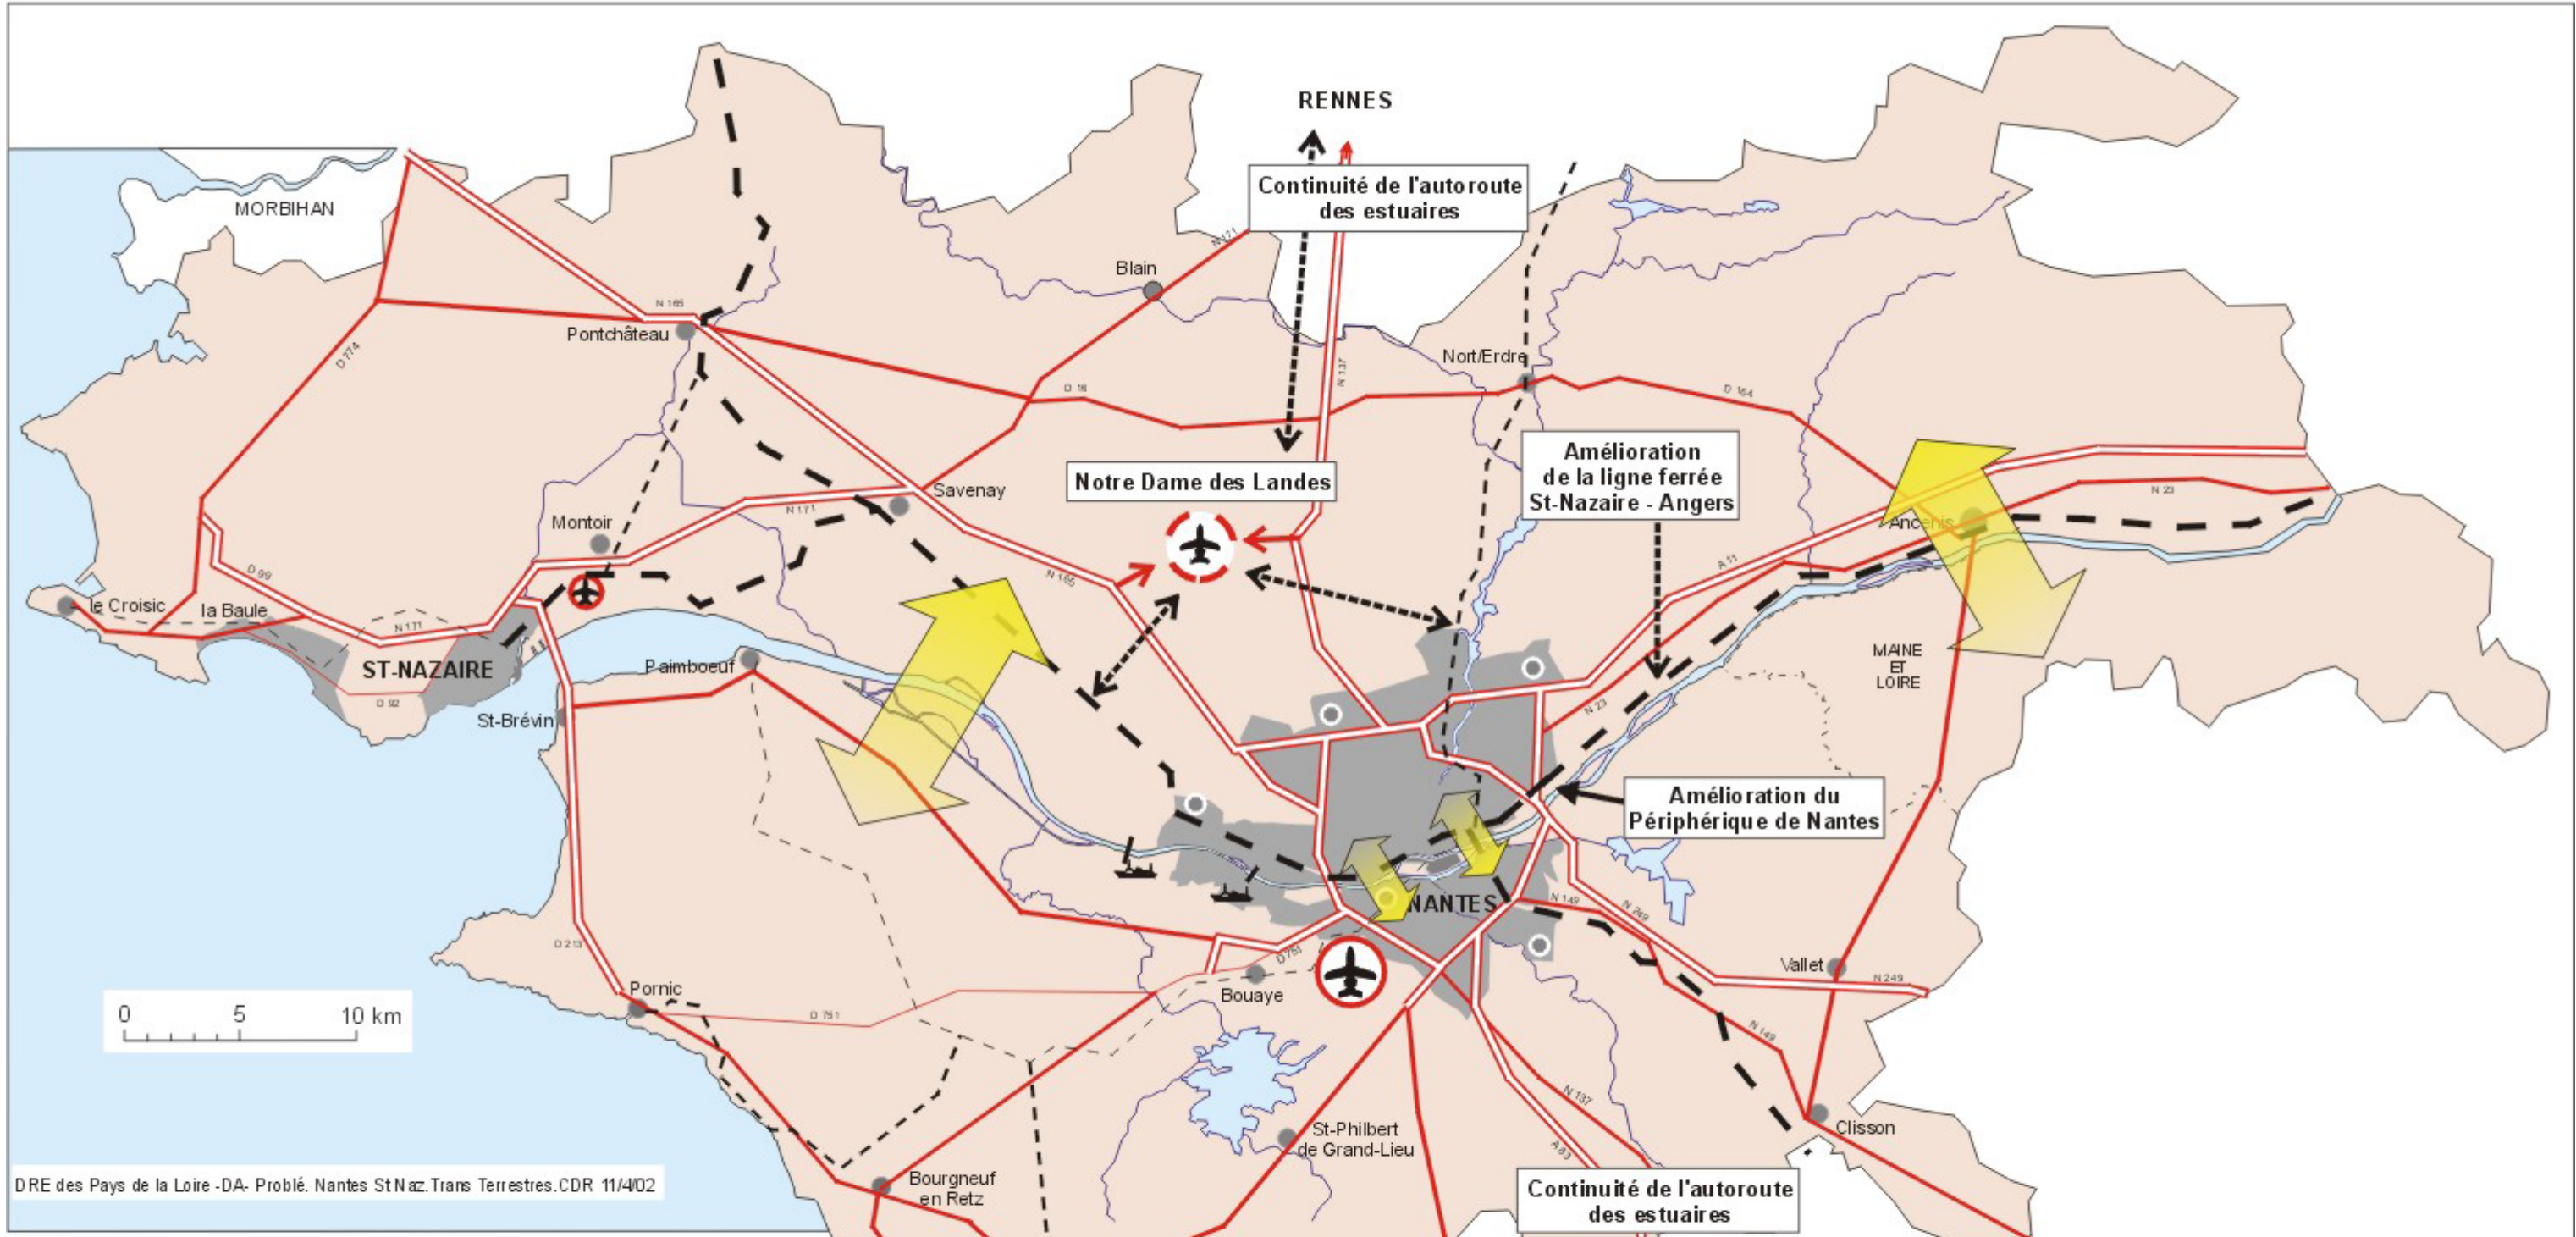 RENNES
Continuité de l'autoroute
des estuaires
MORBIHAN
N 171
Blain
N 165
Pontchâteau
D 774
D 16
N 137
Nort/Erdre
D 164
Notre Dame des Landes
Amélioration
de la ligne ferrée
St-Nazaire - Angers
Savenay
N 171
Montoir
N 23
Ancenis
A 11
N 165
D 99
le Croisic
la Baule
N 171
ST-NAZAIRE
Paimboeuf
D 92
St-Brévin
MAINE
ET
LOIRE
N 23
Amélioration du
Périphérique de Nantes
NANTES
N 149
N 249
D 213
D751
Vallet
N 249
Pornic
Bouaye
0 5 10 km
D 751
N 149
N 137
St-Philbert
de Grand-Lieu
A 83
Clisson
Bourgneuf
en Retz
Continuité de l'autoroute
des estuaires
DRE des Pays de la Loire -DA- Problé. Nantes St Naz.Trans Terrestres.CDR 11/4/02